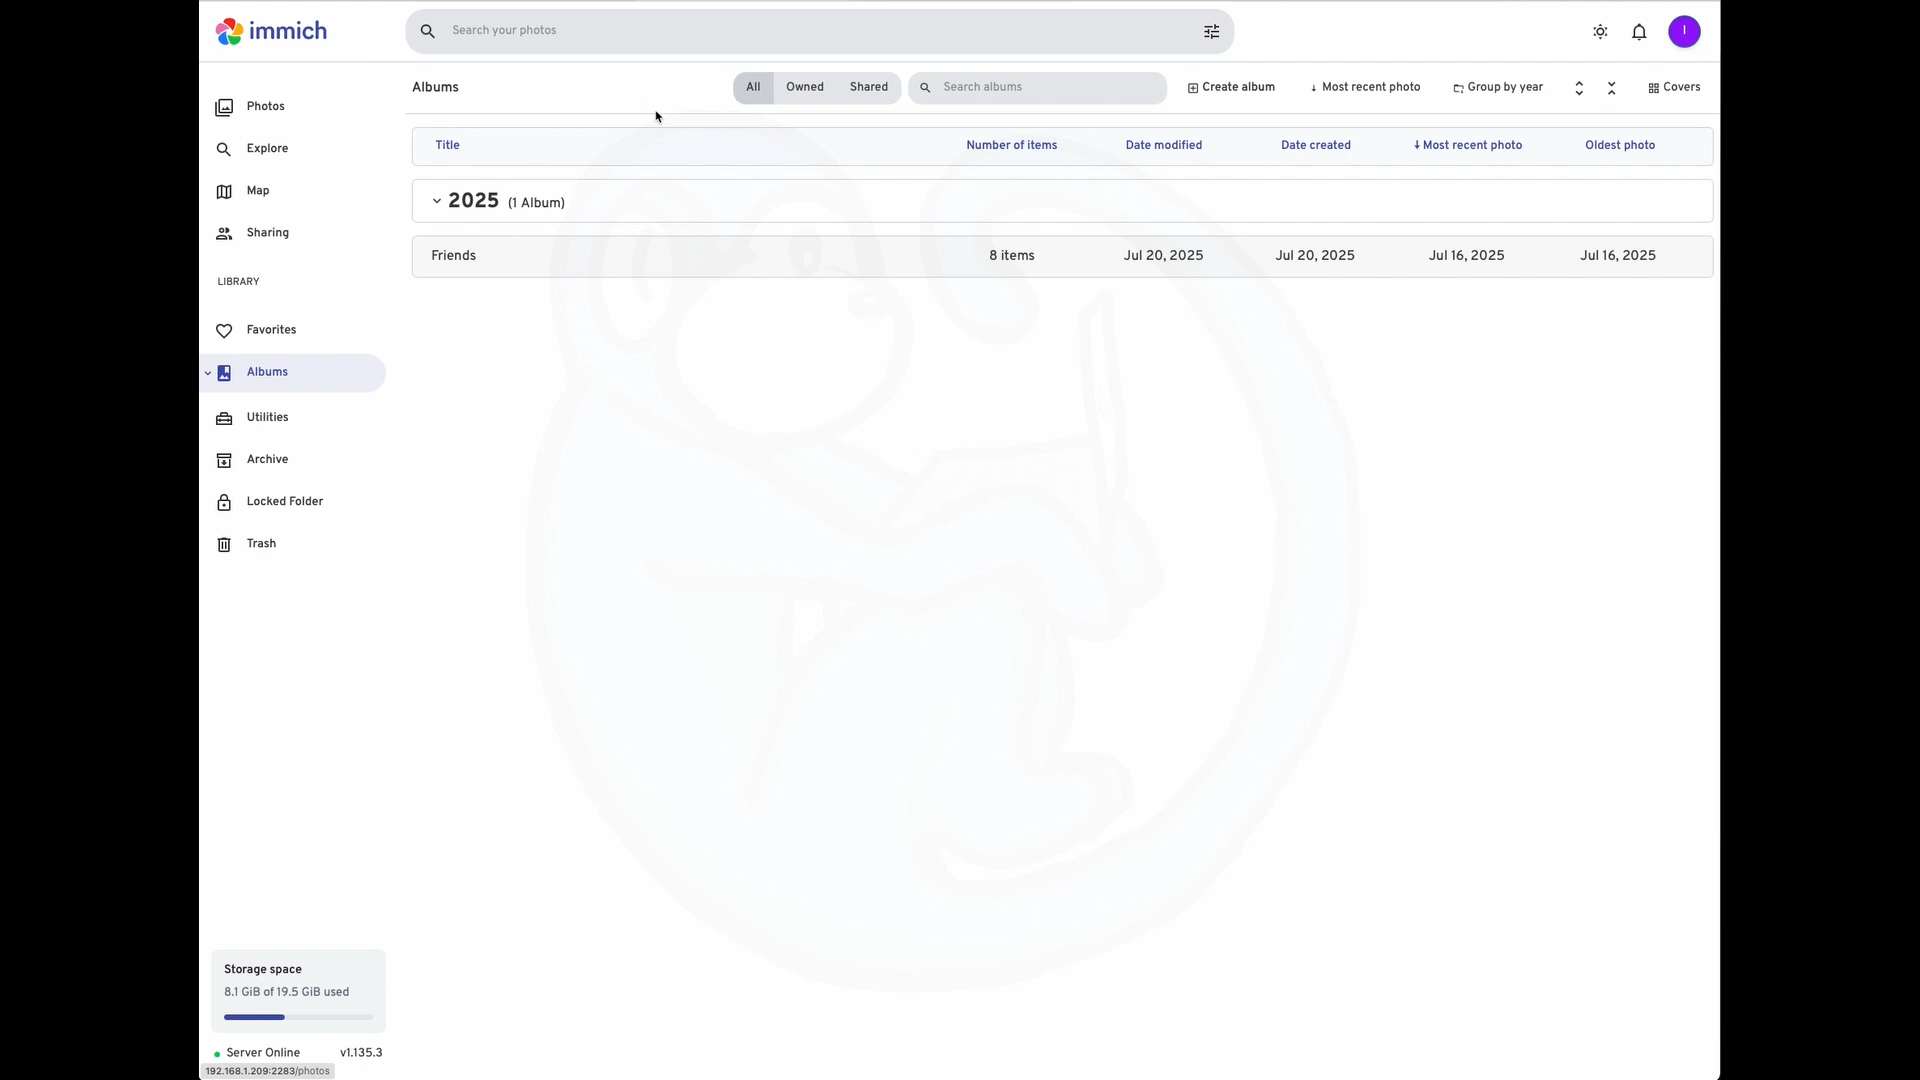 immich
Search your photos
I
Albums
All
Owned
Shared
Search albums
Create album
↓ Most recent photo
Group by year
Covers
Photos
Explore
Map
Sharing
LIBRARY
Favorites
Albums
Utilities
Archive
Locked Folder
Trash
Title
Number of items
Date modified
Date created
↓ Most recent photo
Oldest photo
2025 (1 Album)
Friends
8 items
Jul 20, 2025
Jul 20, 2025
Jul 16, 2025
Jul 16, 2025
Storage space
8.1 GiB of 19.5 GiB used
Server Online
v1.135.3
192.168.1.209:2283/photos